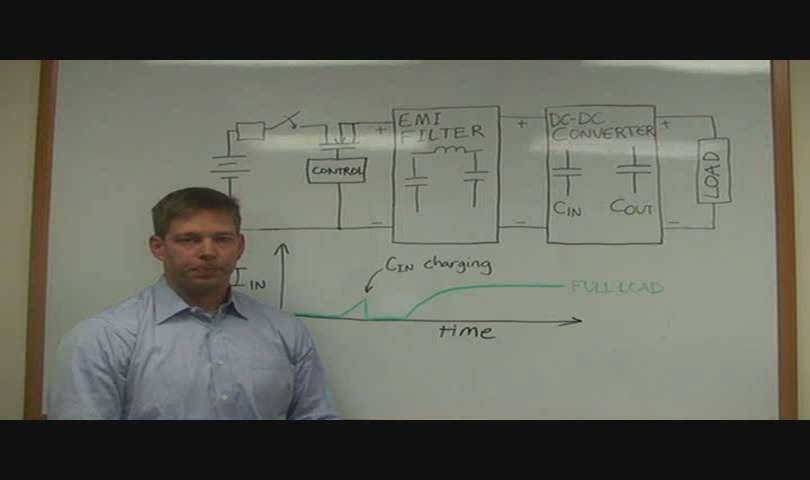 EMI
FILTER
DC-DC
CONVERTER
CONTROL
LOAD
CIN
COUT
+
−
+
−
+
−
IIN
CIN charging
FULL LOAD
time